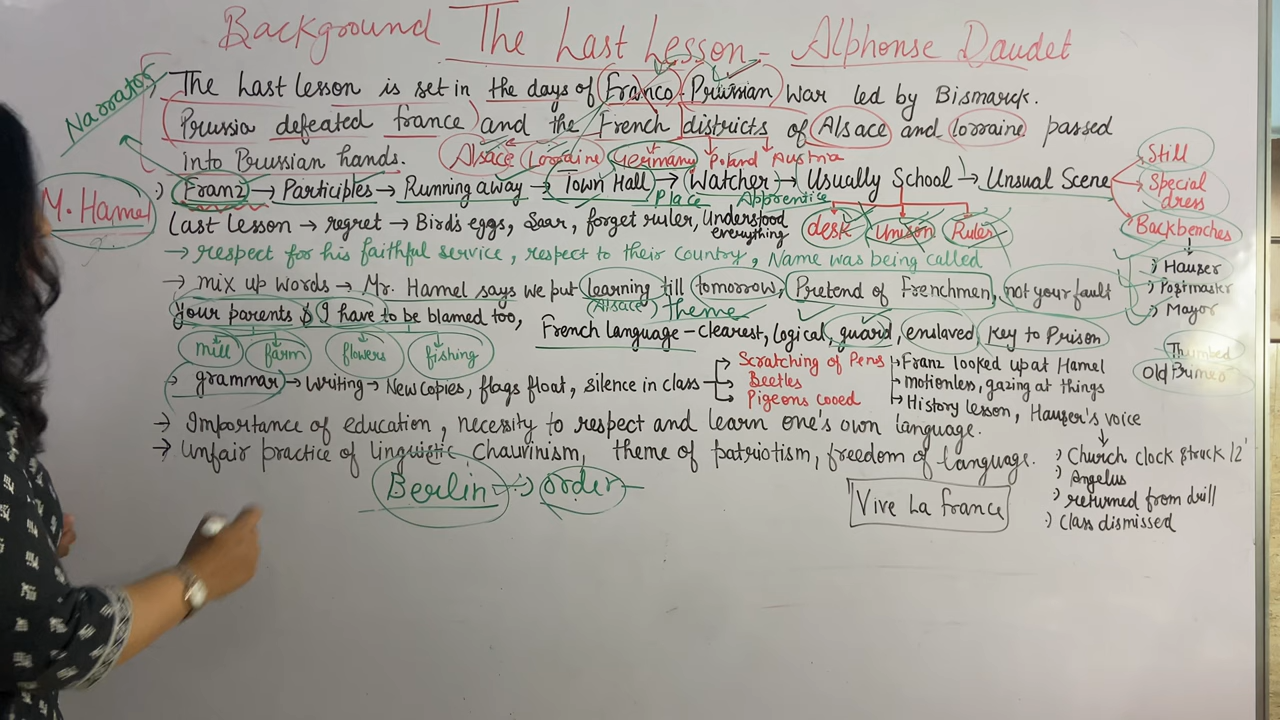 Background The Last Lesson - Alphonse Daudet
Narrator
The Last lesson is set in the days of Franco-Prussian War led by Bismarck.
Prussia defeated france and the French districts of Alsace and lorraine passed
into Prussian hands. Alsace Lorraine Germany Poland Austria
M. Hamel
Franz → Participles → Running away → Town Hall → Watcher → Usually School → Unsual Scene
Place Apprentice
Still
Special dress
Backbenches
Last lesson → regret → Bird's eggs, Saar, forget ruler, Understood everything
desk Unison Ruler
→ respect for his faithful service, respect to their Country, Name was being called
Hauser
Postmaster
Mayor
→ mix up words → Mr. Hamel says we put learning till tomorrow, Pretend of Frenchmen, not your fault
(Alsace) Theme
Your parents & I have to be blamed too, French language - clearest, logical, guard, enslaved, Key to Prison
mill farm flowers fishing
Thumbed
Old Primer
→ grammar → Writing → New copies, flags float, silence in class
Scratching of Pens
Beetles
Pigeons cooed
Franz looked up at Hamel
motionless, gazing at things
History lesson, Hauser's voice
→ Importance of education, necessity to respect and learn one's own language.
→ Unfair practice of linguistic Chauvinism, theme of patriotism, freedom of language.
Church clock struck 12'
Angelus
returned from drill
Class dismissed
Berlin → order
Vive La france